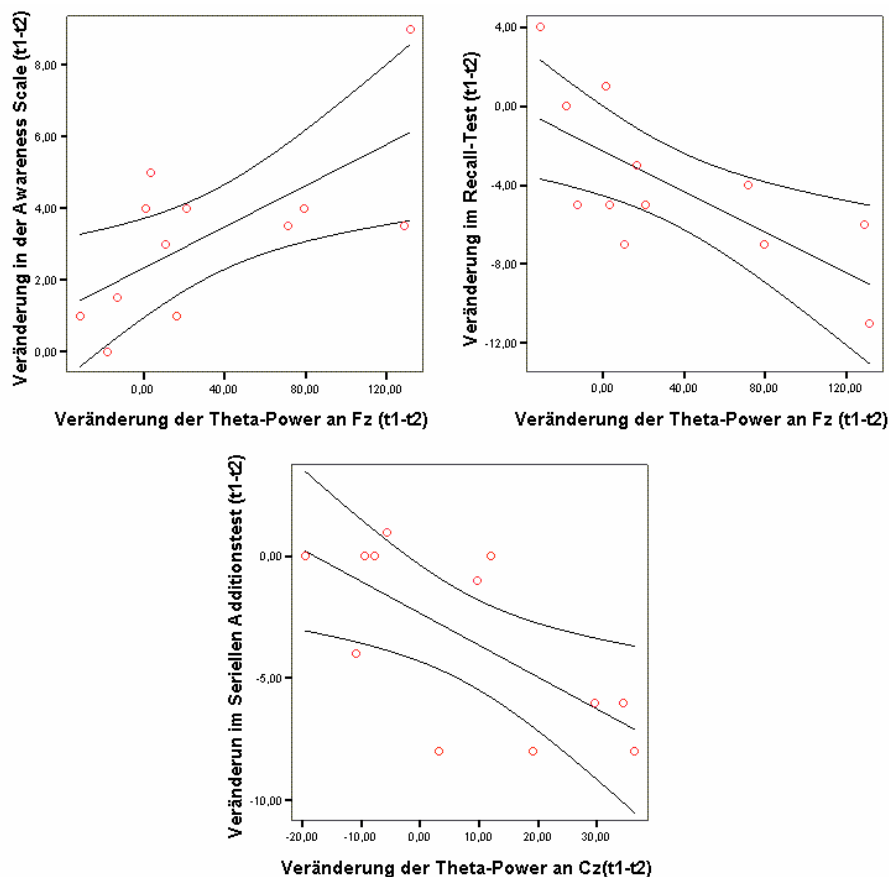 Veränderung in der Awareness Scale (t1-t2)
8,00
6,00
4,00
2,00
0,00
0,00 40,00 80,00 120,00
Veränderung der Theta-Power an Fz (t1-t2)
Veränderung im Recall-Test (t1-t2)
4,00
0,00
-4,00
-8,00
-12,00
0,00 40,00 80,00 120,00
Veränderung der Theta-Power an Fz (t1-t2)
Veränderun im Seriellen Additionstest (t1-t2)
0,00
-5,00
-10,00
-20,00 -10,00 0,00 10,00 20,00 30,00
Veränderung der Theta-Power an Cz(t1-t2)